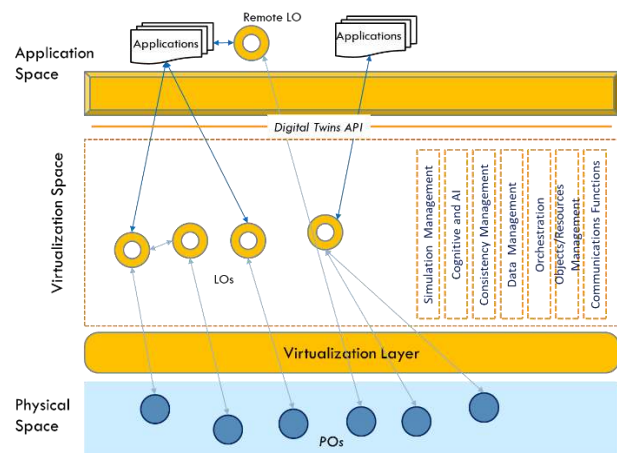 Remote LO
Applications
Applications
Application
Space
Digital Twins API
Virtualization Space
Simulation Management
Cognitive and AI
Consistency Management
Data Management
Orchestration
Objects/Resources
Management
Communications Functions
LOs
Virtualization Layer
Physical
Space
POs